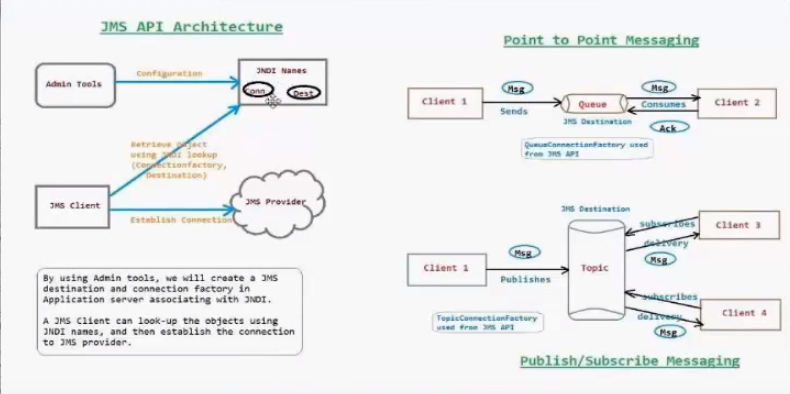 JMS API Architecture
Admin Tools
Configuration
JNDI Names
Conn
Dest
Retrieve Object
using JNDI lookup
(Connectionfactory,
Destination)
JMS Client
Establish Connection
JMS Provider
By using Admin tools, we will create a JMS
destination and connection factory in
Application server associating with JNDI.
A JMS Client can look-up the objects using
JNDI names, and then establish the connection
to JMS provider.
Point to Point Messaging
Client 1
Msg
Sends
Queue
JMS Destination
Msg
Consumes
Ack
Client 2
QueueConnectionFactory used
from JMS API
JMS Destination
Client 1
Msg
Publishes
Topic
subscribes
delivery
Msg
Client 3
subscribes
delivery
Msg
Client 4
TopicConnectionFactory
used from JMS API
Publish/Subscribe Messaging